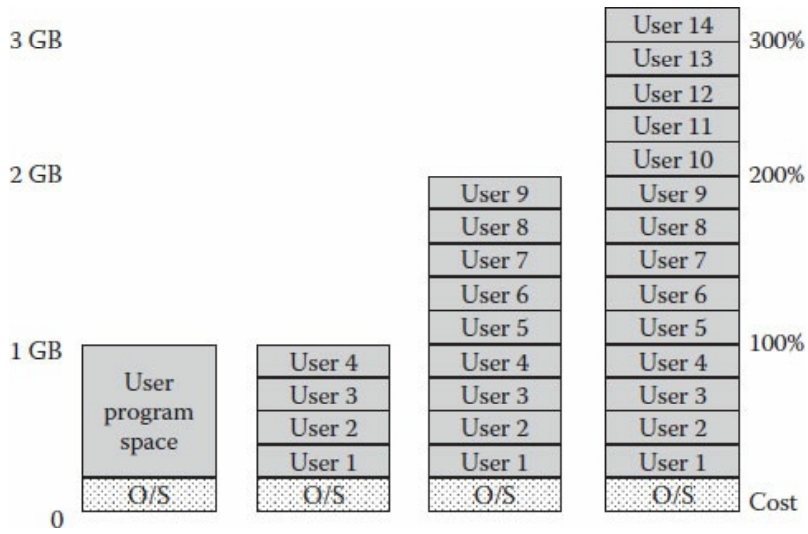 3 GB
2 GB
1 GB
0
User
program
space
O/S
User 4
User 3
User 2
User 1
O/S
User 9
User 8
User 7
User 6
User 5
User 4
User 3
User 2
User 1
O/S
User 14
User 13
User 12
User 11
User 10
User 9
User 8
User 7
User 6
User 5
User 4
User 3
User 2
User 1
O/S
300%
200%
100%
Cost